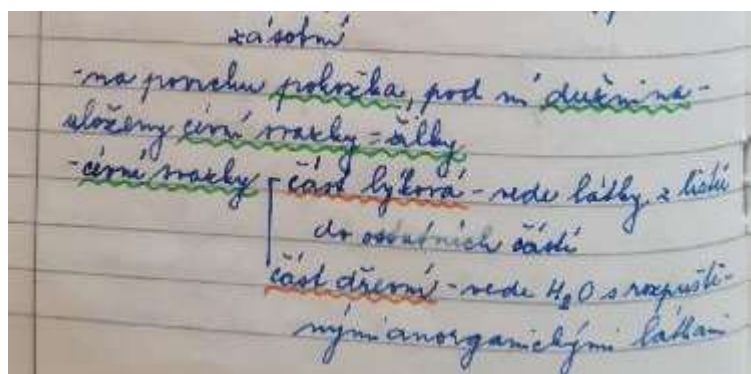 zásobní
-na povrchu pokožka, pod ní dužnina-
uloženy cévní svazky = žilky
-cévní svazky - část lýková - vede látky z listů
do ostatních částí
část dřevní - vede H₂O s rozpuště-
nými anorganickými látkami